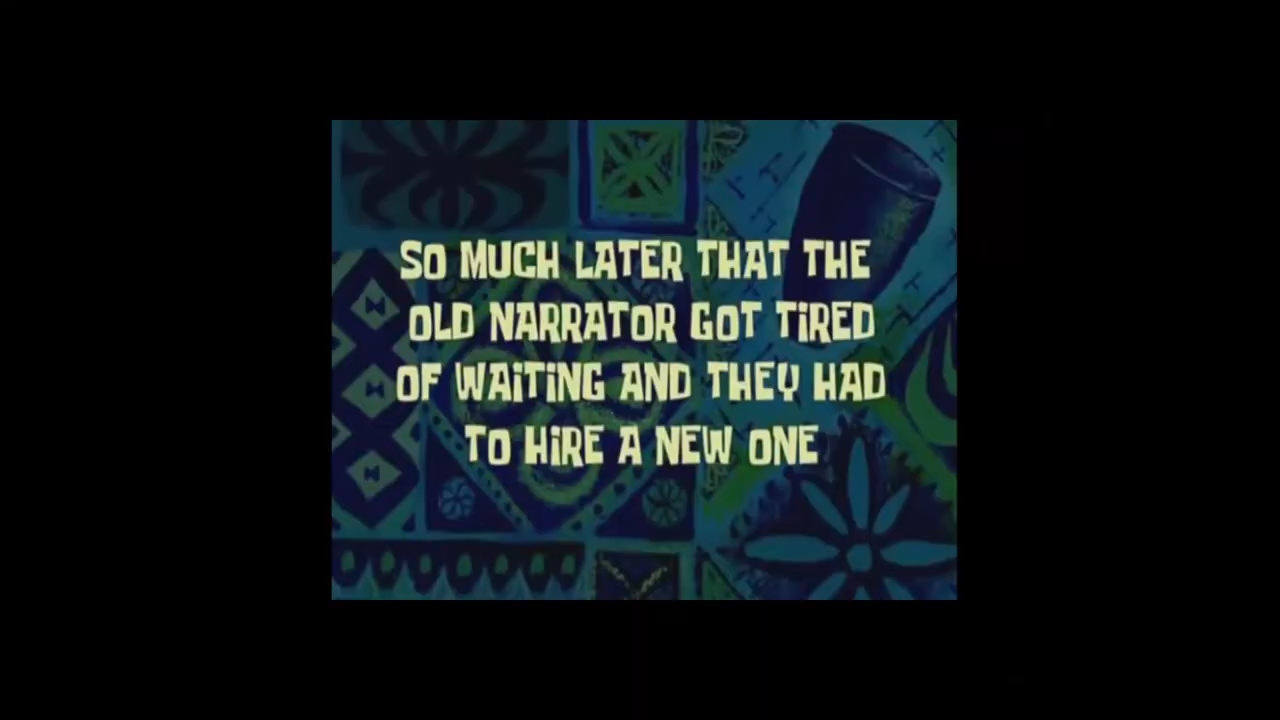 SO MUCH LATER THAT THE
OLD NARRATOR GOT TiRED
OF WAiTiNG AND THEY HAD
TO HiRE A NEW ONE